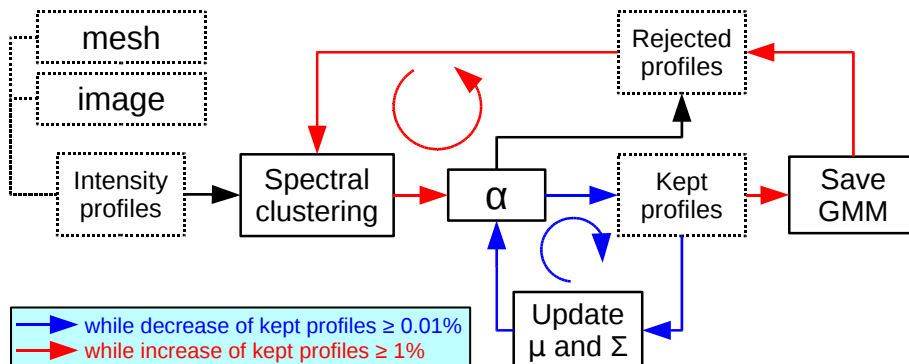 mesh
image
Intensity
profiles
Spectral
clustering
α
Rejected
profiles
Kept
profiles
Save
GMM
Update
μ and Σ
while decrease of kept profiles ≥ 0.01%
while increase of kept profiles ≥ 1%